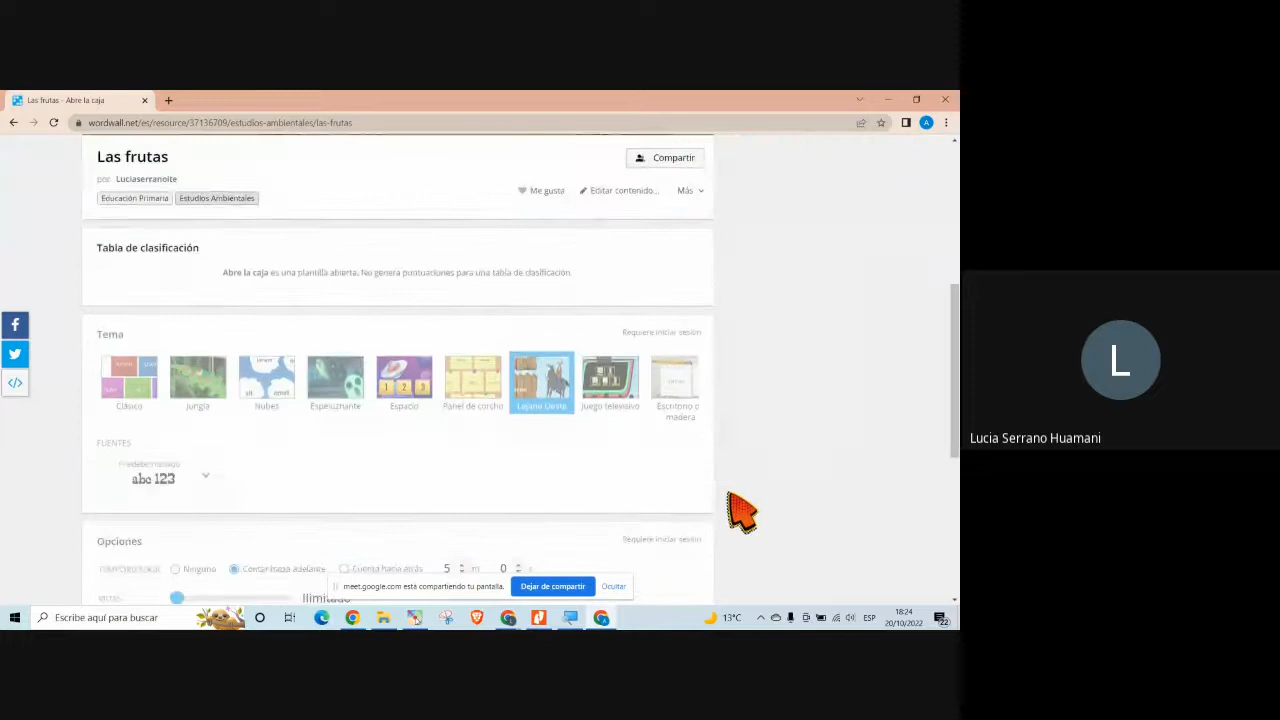 Las frutas - Abre la caja
wordwall.net/es/resource/37136709/estudios-ambientales/las-frutas
Las frutas
Compartir
por Luciaserranoite
Me gusta
Editar contenido...
Más
Educación Primaria
Estudios Ambientales
Tabla de clasificación
Abre la caja es una plantilla abierta. No genera puntuaciones para una tabla de clasificación.
Tema
Requiere iniciar sesión
Clásico
Jungla
Nubes
Espeluznante
Espacio
Panel de corcho
Lejano Oeste
Juego televisivo
Escritorio d
madera
FUENTES
Predeterminado
abc 123
Opciones
Requiere iniciar sesión
Ninguno
Contar hacia adelante
Cuenta hacia atrás
5 m 0 s
Ilimitado
meet.google.com está compartiendo tu pantalla.
Dejar de compartir
Ocultar
Escribe aquí para buscar
13°C
ESP
18:24
20/10/2022
22
L
Lucia Serrano Huamani